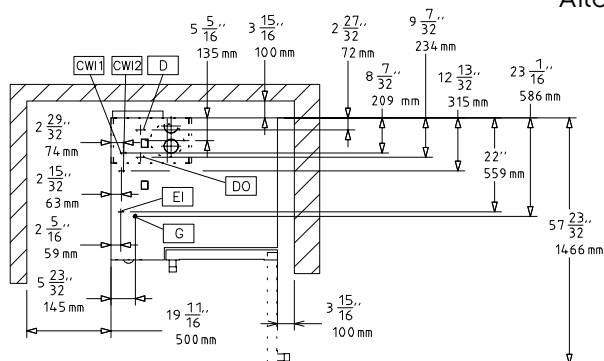 Alto
5 5/16"
135 mm
3 15/16"
100 mm
2 27/32"
72 mm
9 7/32"
234 mm
CWI1
CWI2
D
8 7/32"
209 mm
12 13/32"
315 mm
23 1/16"
586 mm
2 29/32"
74 mm
2 15/32"
63 mm
DO
22"
559 mm
EI
2 5/16"
59 mm
G
57 23/32"
1466 mm
5 23/32"
145 mm
19 11/16"
500 mm
3 15/16"
100 mm